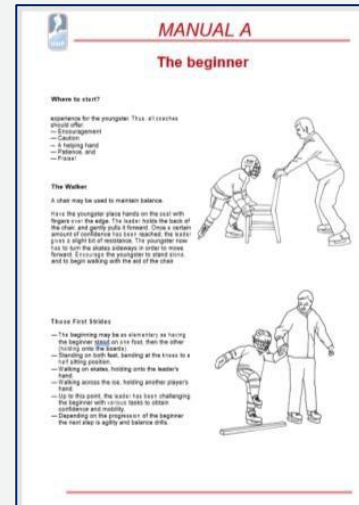 MANUAL A
The beginner
Where to start?
experience for the youngster. Thus, all coaches
should offer:
— Encouragement
— Caution
— A helping hand
— Patience, and
— Praise!
The Walker
A chair may be used to maintain balance.
Have the youngster place hands on the seat with
fingers over the edge. The leader holds the back of
the chair, and gently pulls it forward. Once a certain
amount of confidence has been reached, the leader
gives a slight bit of resistance. The youngster now
has to turn the skates sideways in order to move
forward. Encourage the youngster to stand alone,
and to begin walking with the aid of the chair
Those First Strides
— The beginning may be as elementary as having
the beginner stand on one foot, then the other
(holding onto the boards).
— Standing on both feet, bending at the knees to a
half sitting position.
— Walking on skates, holding onto the leader's
hand.
— Walking across the ice, holding another player's
hand.
— Up to this point, the leader has been challenging
the beginner with various tasks to obtain
confidence and mobility.
— Depending on the progression of the beginner
the next step is agility and balance drills.